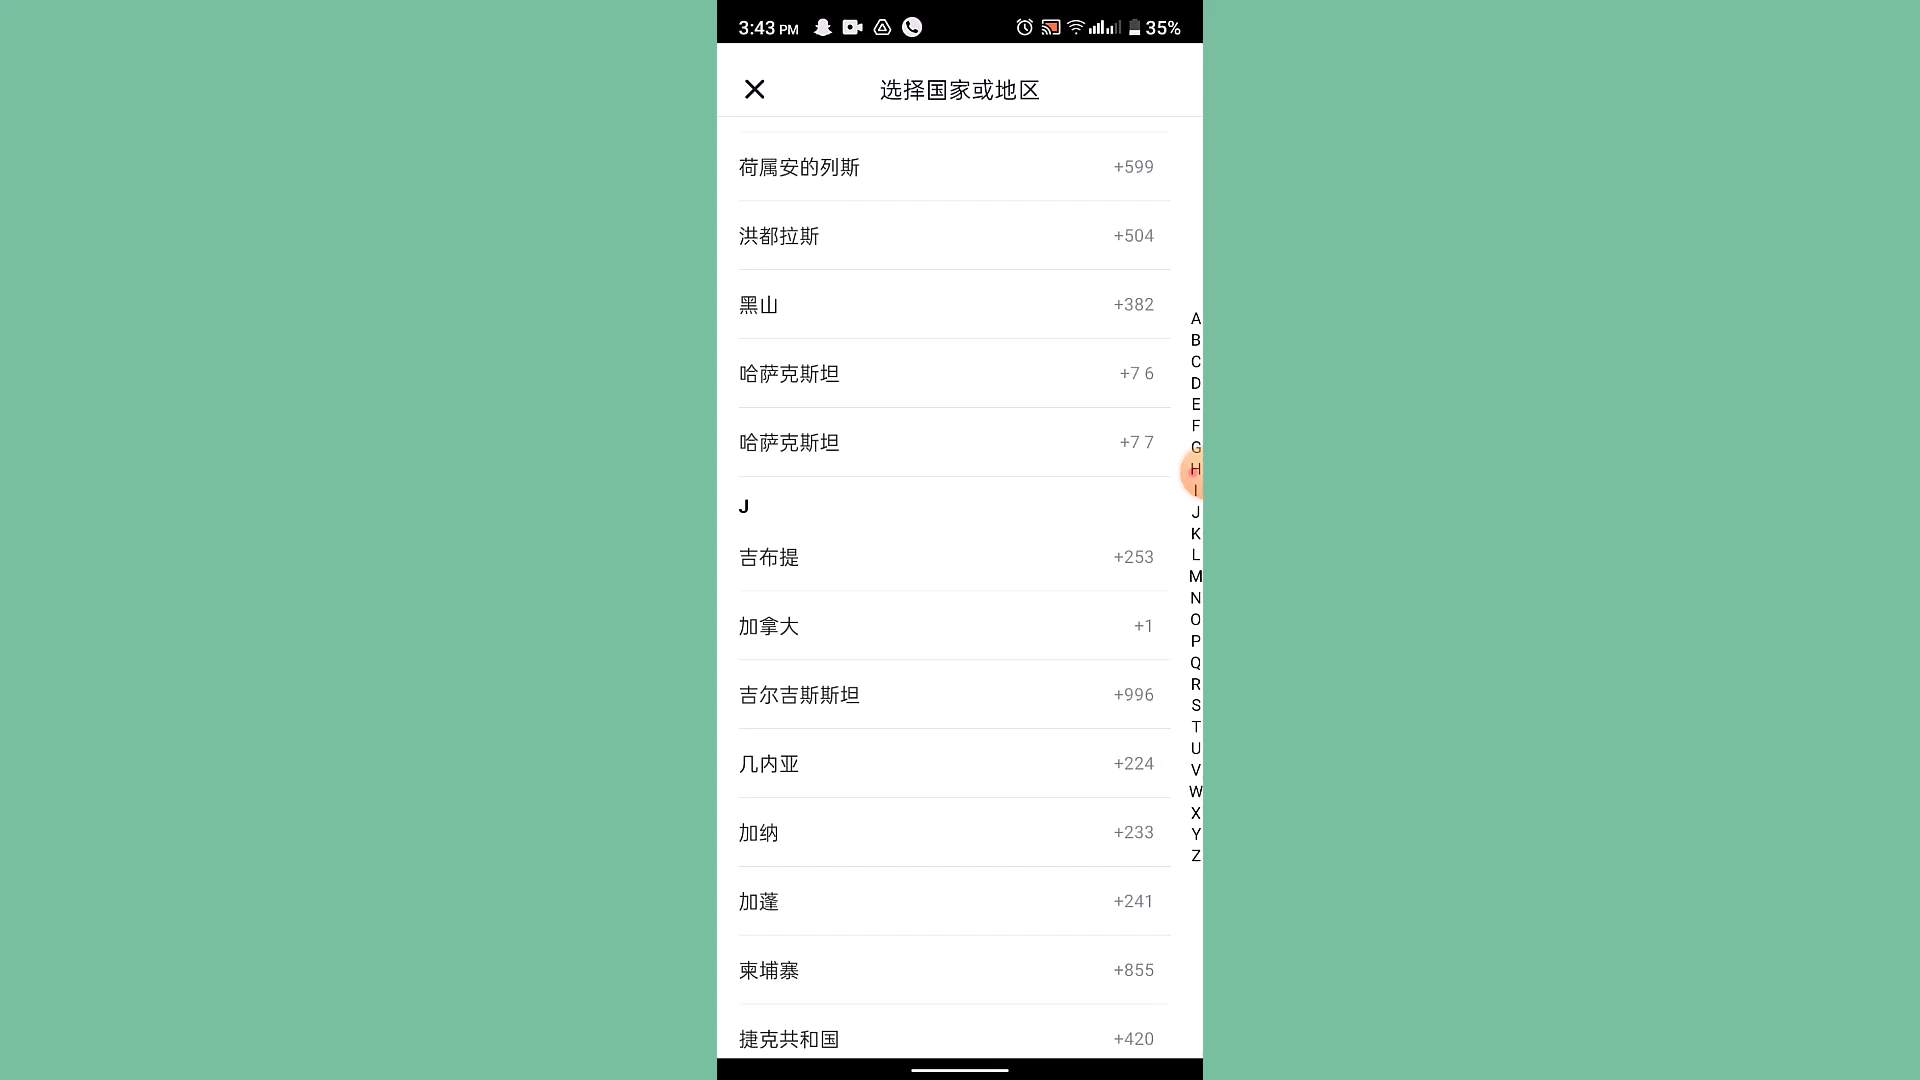 3:43 PM 35%
选择国家或地区
荷属安的列斯 +599
洪都拉斯 +504
黑山 +382
哈萨克斯坦 +7 6
哈萨克斯坦 +7 7
J
吉布提 +253
加拿大 +1
吉尔吉斯斯坦 +996
几内亚 +224
加纳 +233
加蓬 +241
柬埔寨 +855
捷克共和国 +420
A
B
C
D
E
F
G
H
I
J
K
L
M
N
O
P
Q
R
S
T
U
V
W
X
Y
Z